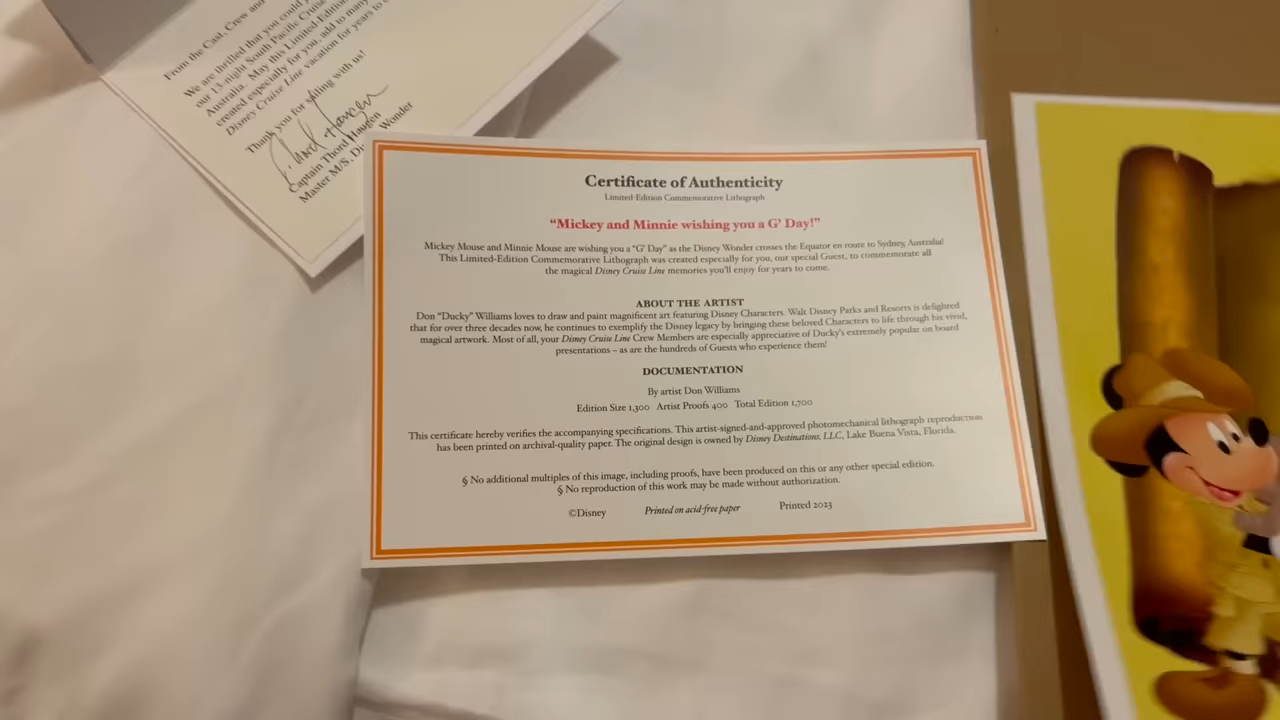 From the Cast, Crew and
We are thrilled that you could
our 13-night South Pacific Cruise
Australia. May this Limited-Edition
created especially for you, add to many
Disney Cruise Line vacation for years to
Thank you for sailing with us!
Captain Thord Haugen
Master M/S, Di Wonder
Certificate of Authenticity
Limited-Edition Commemorative Lithograph
“Mickey and Minnie wishing you a G’ Day!”
Mickey Mouse and Minnie Mouse are wishing you a “G’ Day” as the Disney Wonder crosses the Equator en route to Sydney, Australia!
This Limited-Edition Commemorative Lithograph was created especially for you, our special Guest, to commemorate all
the magical Disney Cruise Line memories you’ll enjoy for years to come.
ABOUT THE ARTIST
Don “Ducky” Williams loves to draw and paint magnificent art featuring Disney Characters. Walt Disney Parks and Resorts is delighted
that for over three decades now, he continues to exemplify the Disney legacy by bringing these beloved Characters to life through his vivid,
magical artwork. Most of all, your Disney Cruise Line Crew Members are especially appreciative of Ducky’s extremely popular on board
presentations – as are the hundreds of Guests who experience them!
DOCUMENTATION
By artist Don Williams
Edition Size 1,300 Artist Proofs 400 Total Edition 1,700
This certificate hereby verifies the accompanying specifications. This artist-signed-and-approved photomechanical lithograph reproduction
has been printed on archival-quality paper. The original design is owned by Disney Destinations, LLC, Lake Buena Vista, Florida.
§ No additional multiples of this image, including proofs, have been produced on this or any other special edition.
§ No reproduction of this work may be made without authorization.
©Disney Printed on acid-free paper Printed 2023